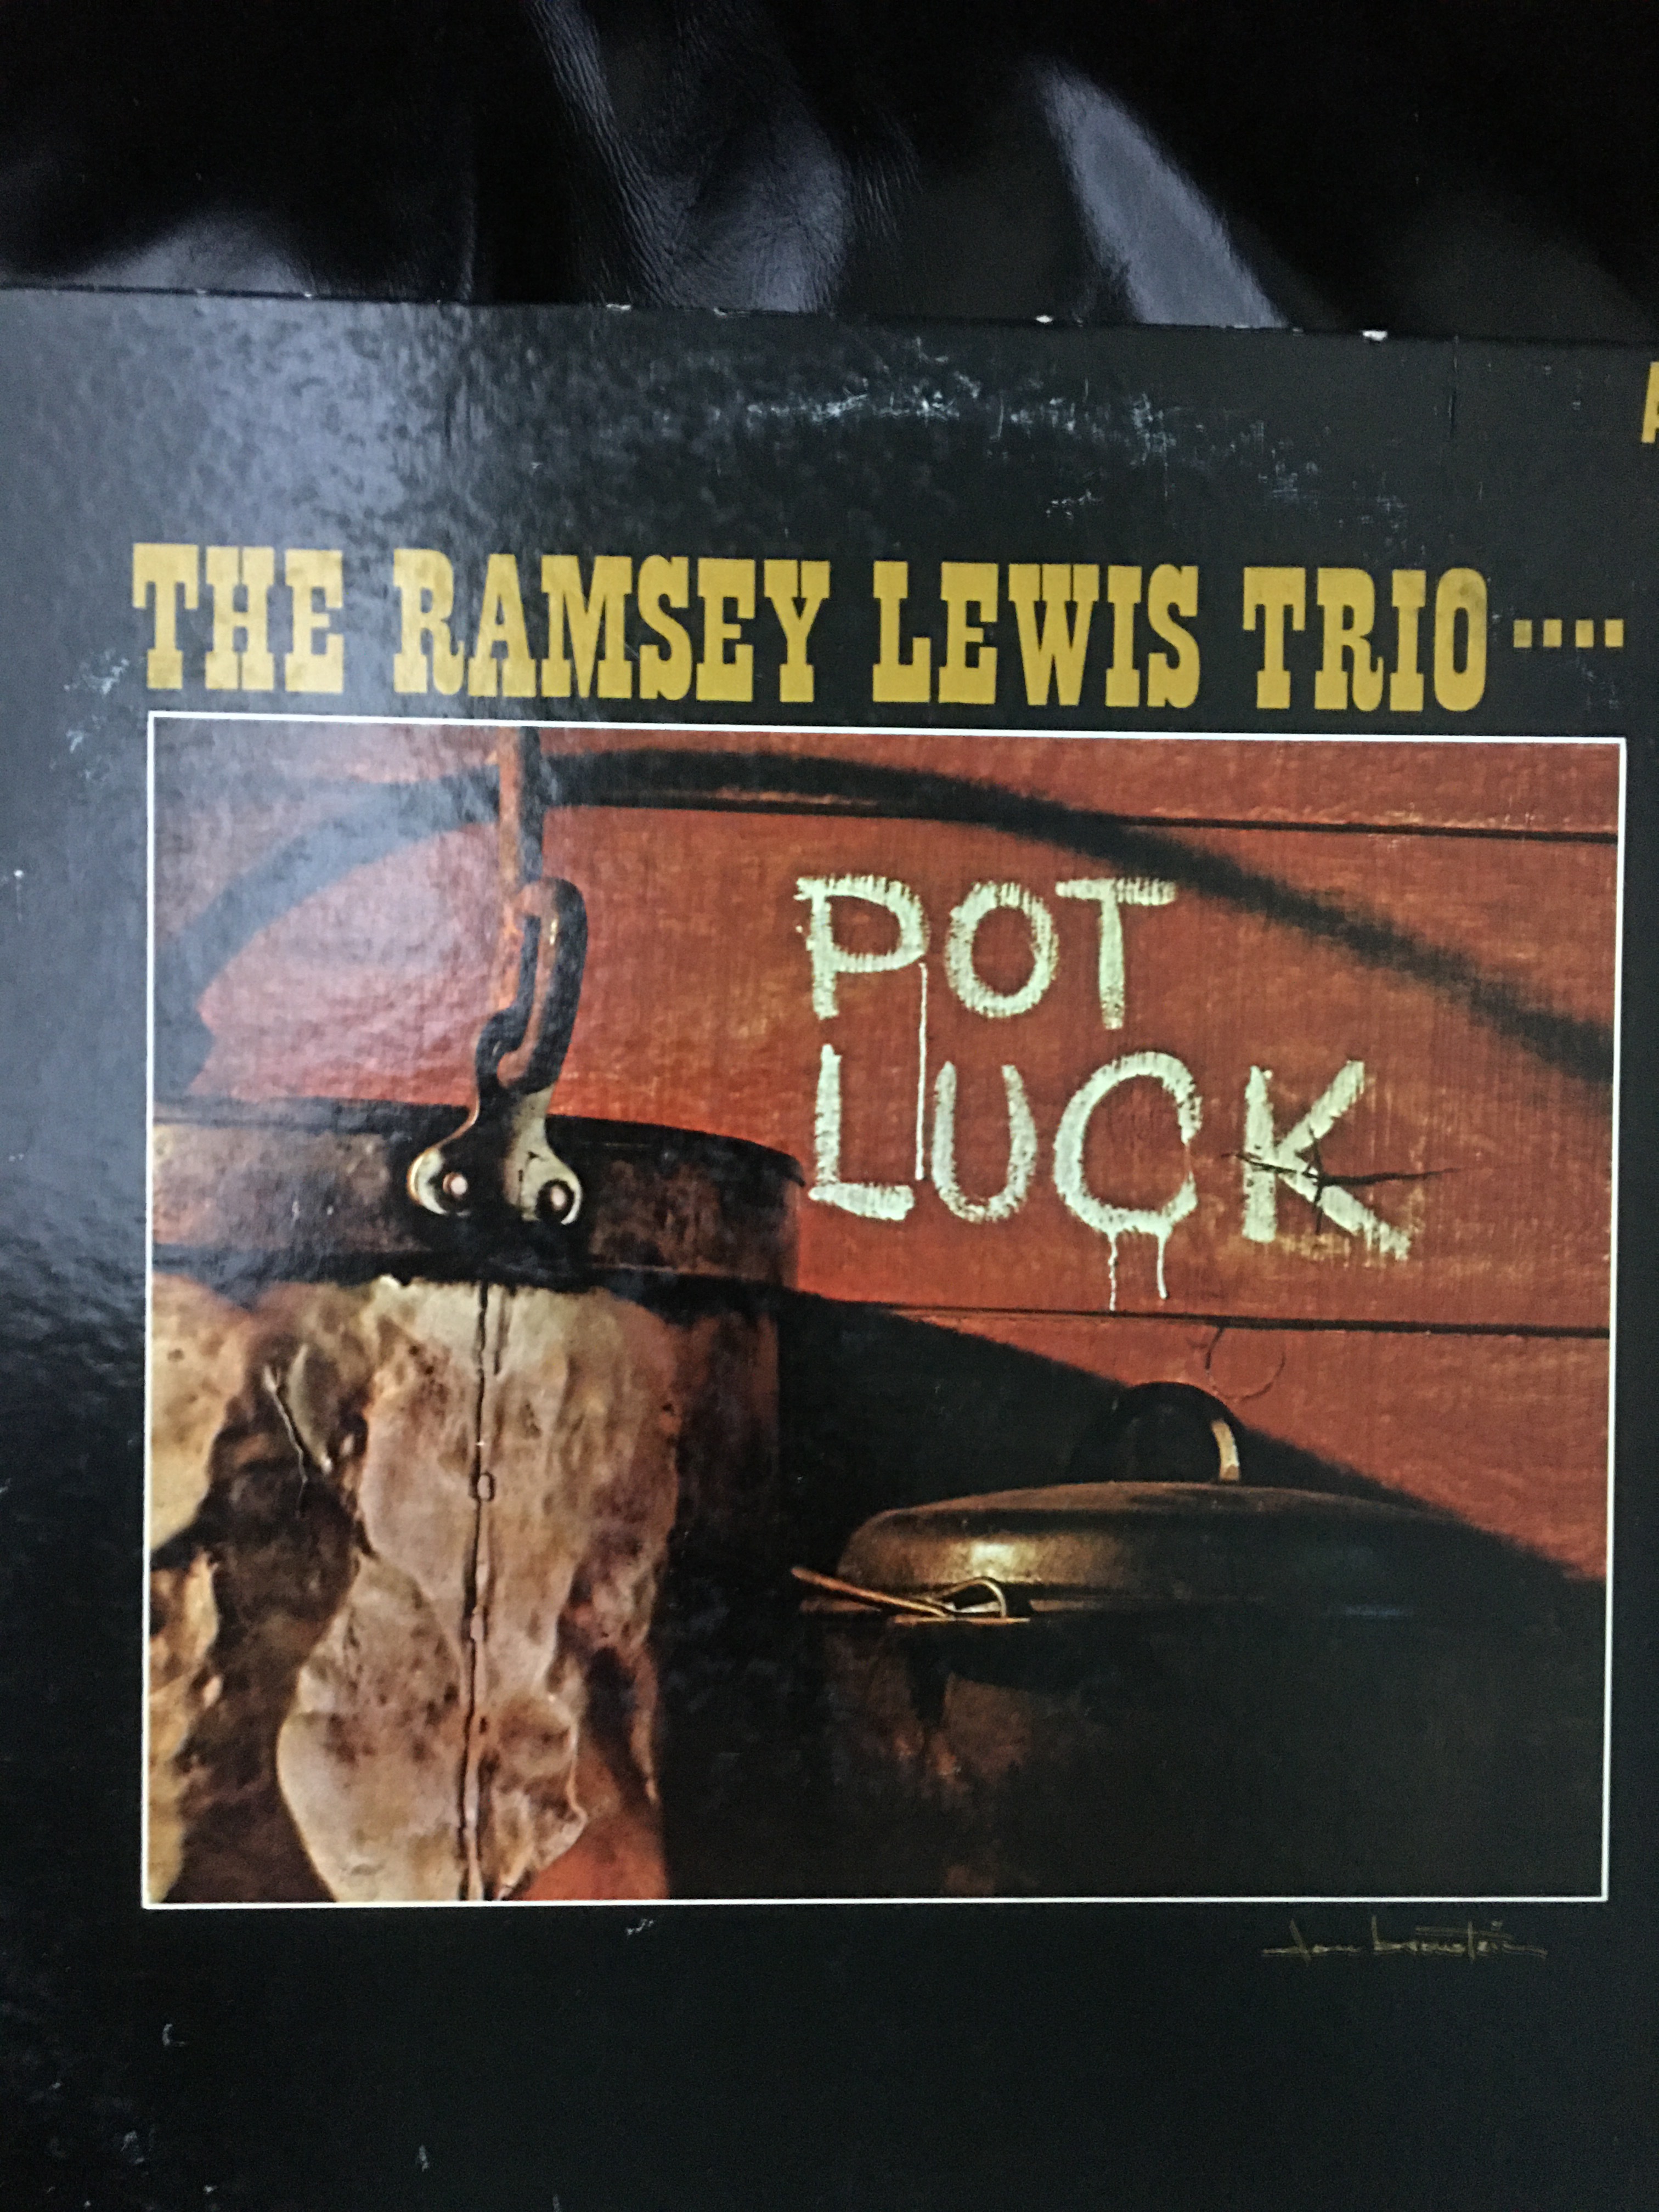 THE RAMSEY LEWIS TRIO····
POT
LUCK